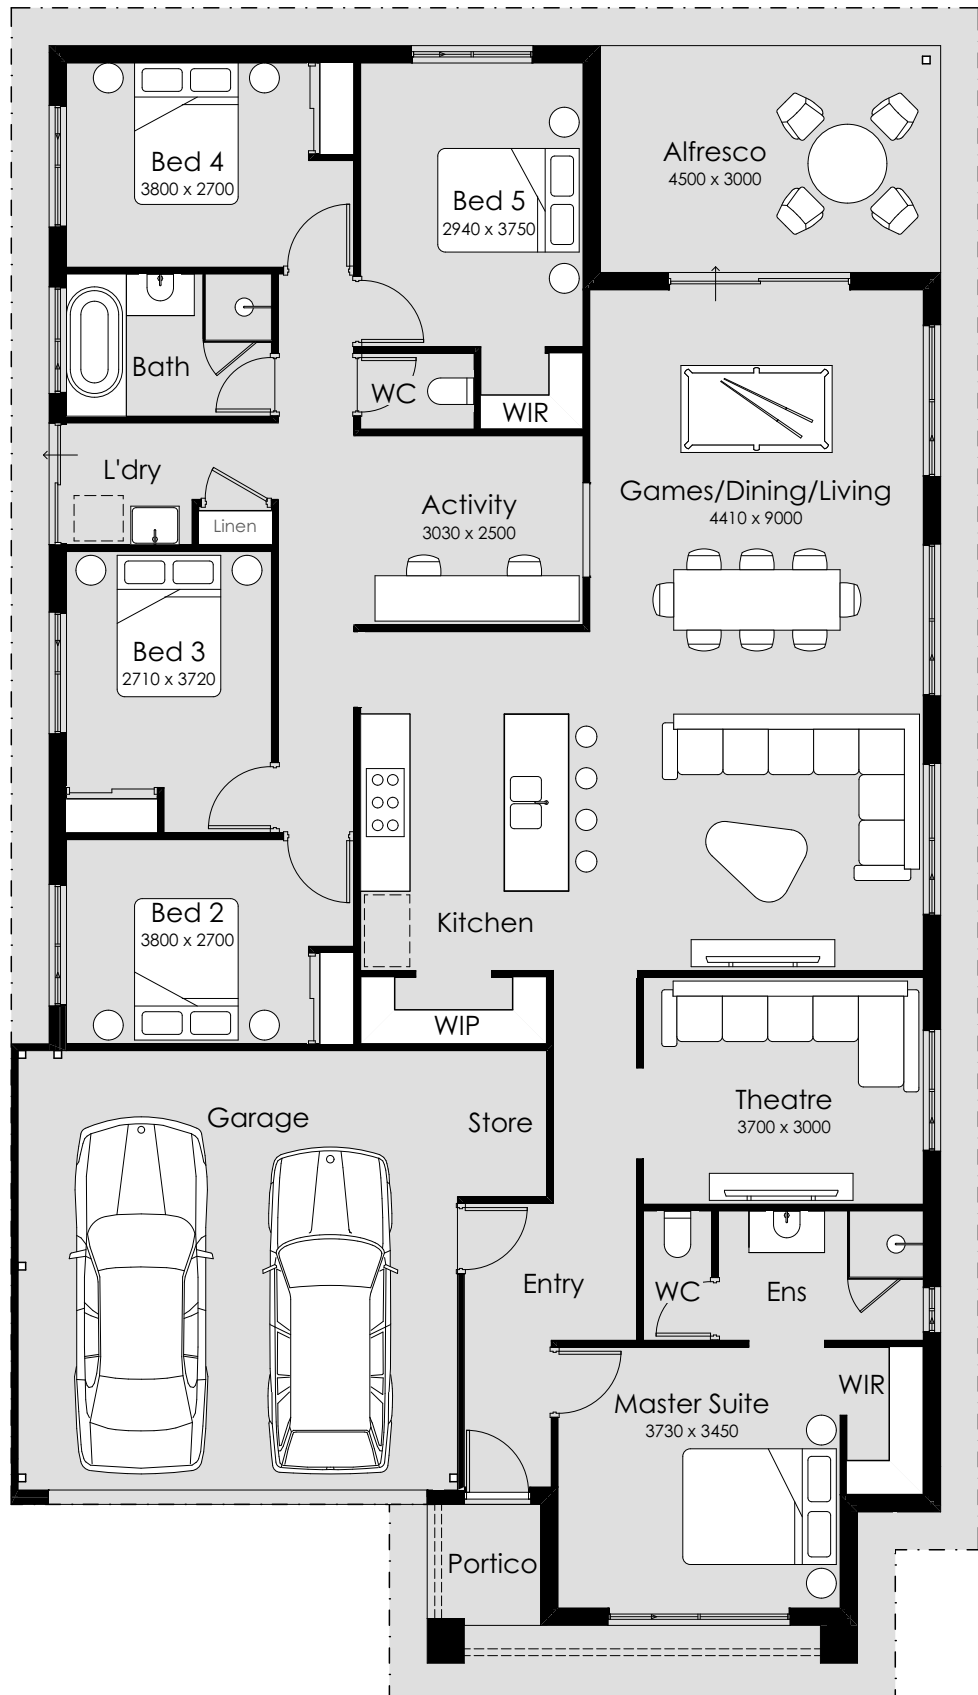 Bed 4
3800 x 2700
Bed 5
2940 x 3750
Alfresco
4500 x 3000
Bath
WC
WIR
L'dry
Linen
Activity
3030 x 2500
Games/Dining/Living
4410 x 9000
Bed 3
2710 x 3720
Bed 2
3800 x 2700
Kitchen
WIP
Garage
Store
Theatre
3700 x 3000
Entry
WC
Ens
WIR
Master Suite
3730 x 3450
Portico